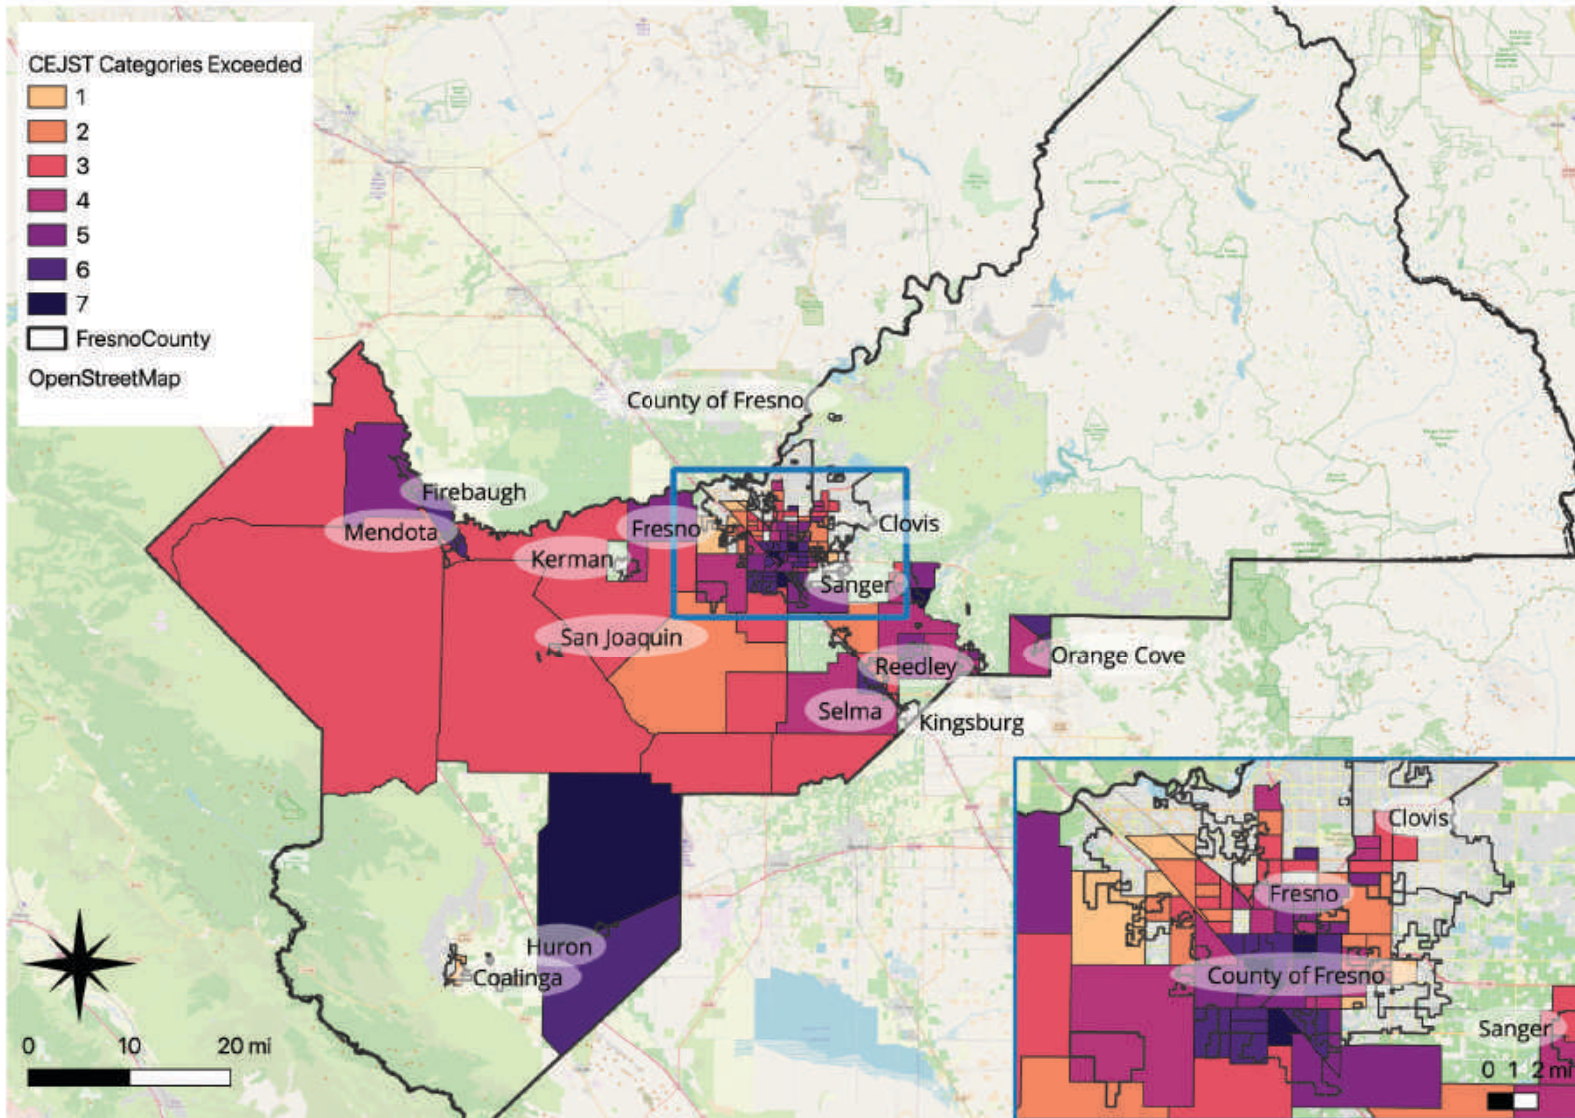 CEJST Categories Exceeded
1
2
3
4
5
6
7
FresnoCounty
OpenStreetMap
County of Fresno
Firebaugh
Mendota
Fresno
Clovis
Kerman
Sanger
San Joaquin
Reedley
Orange Cove
Selma
Kingsburg
Huron
Coalinga
0 10 20 mi
Clovis
Fresno
County of Fresno
Sanger
0 1 2 mi